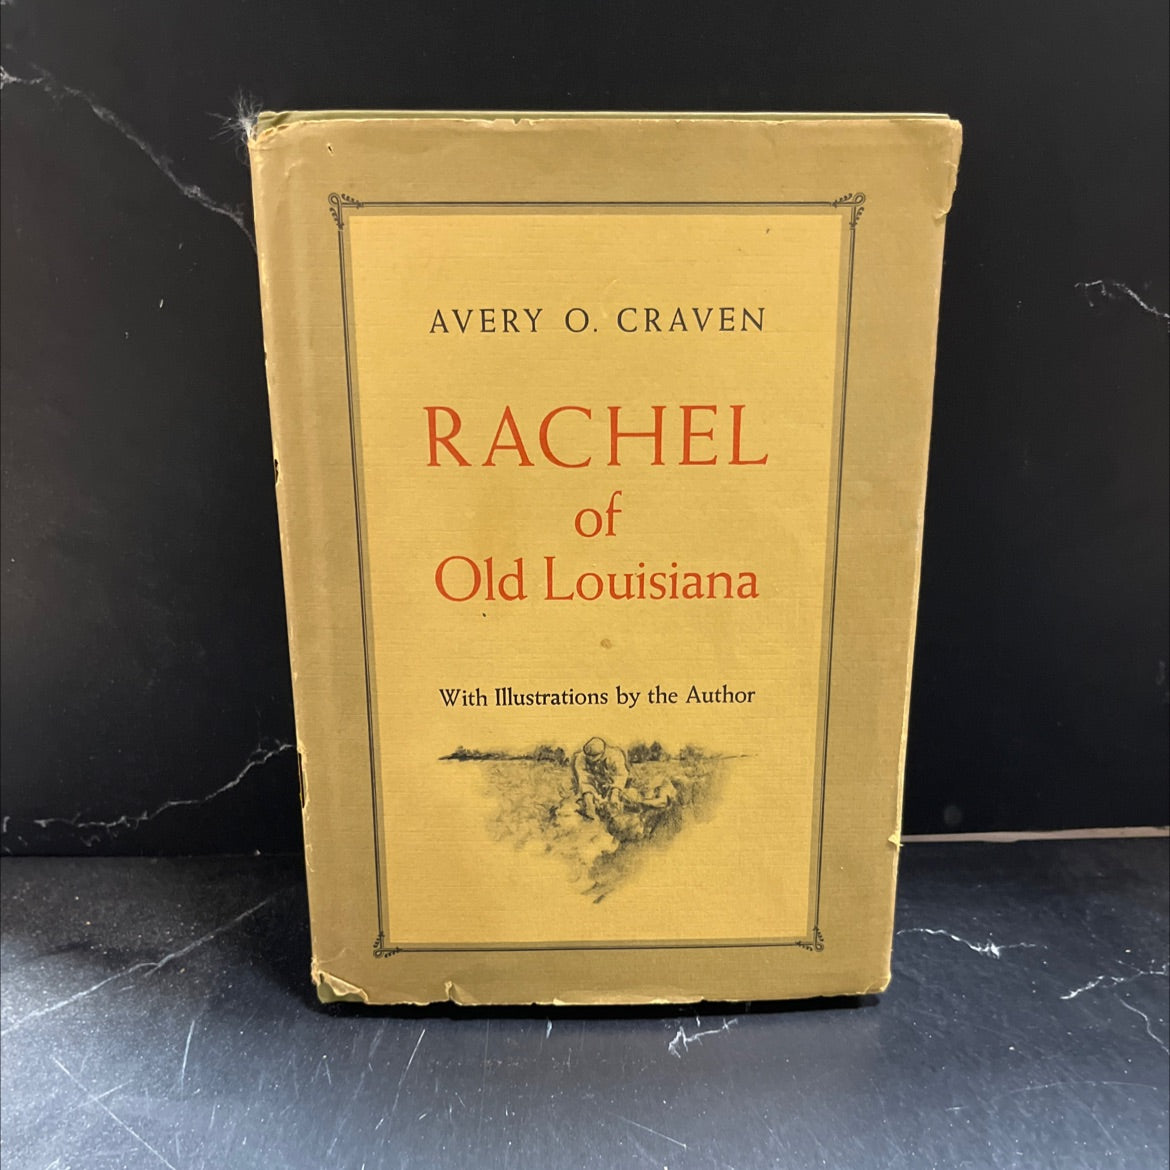 AVERY O. CRAVEN
RACHEL
of
Old Louisiana
With Illustrations by the Author